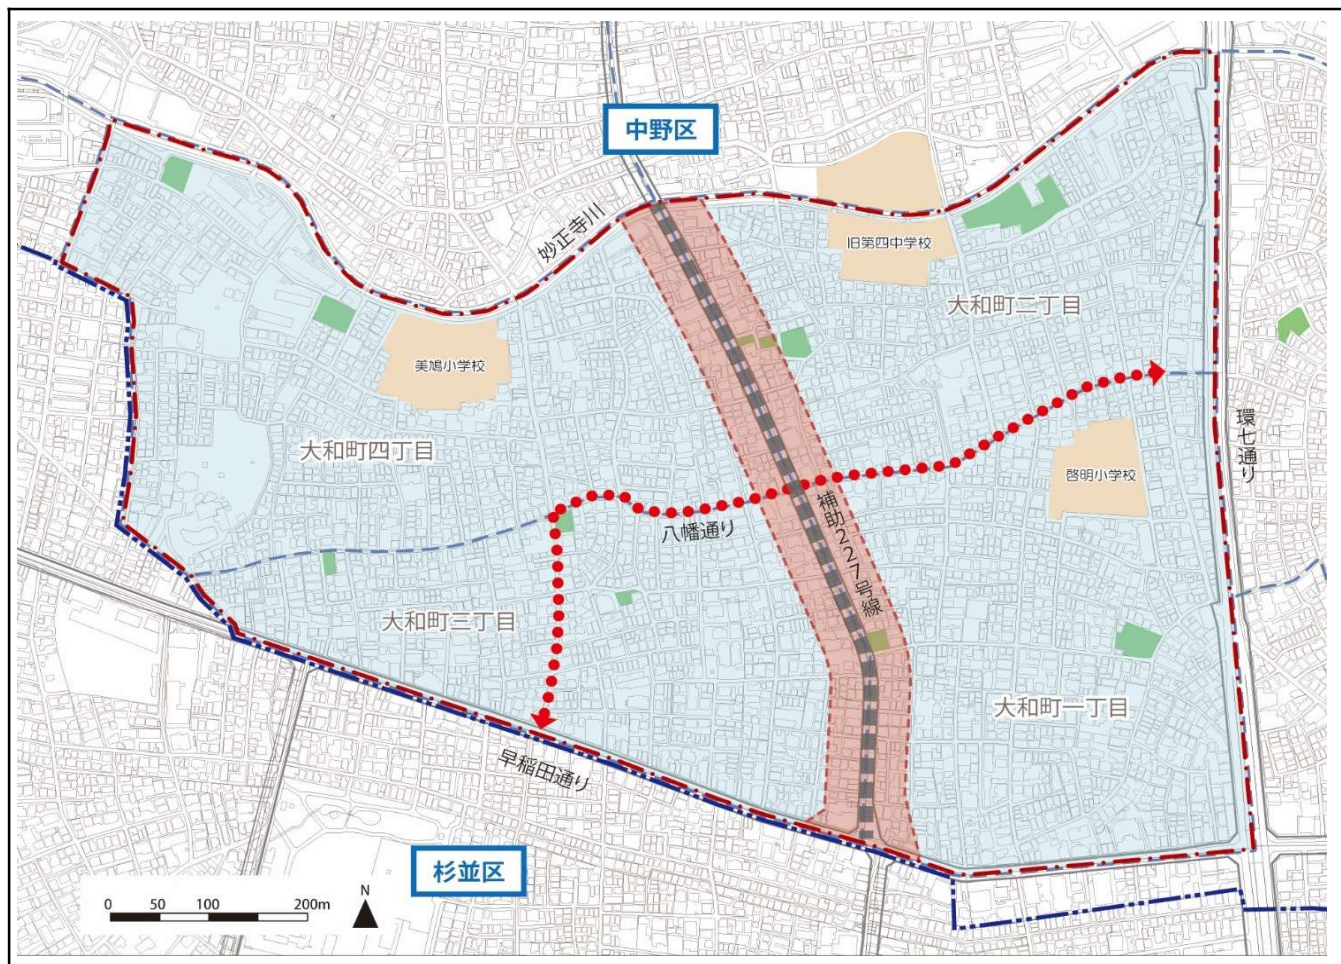 中野区
妙正寺川
旧第四中学校
大和町二丁目
美鳩小学校
環七通り
大和町四丁目
啓明小学校
八幡通り
補助227号線
大和町三丁目
大和町一丁目
早稲田通り
杉並区
0 50 100 200m
N